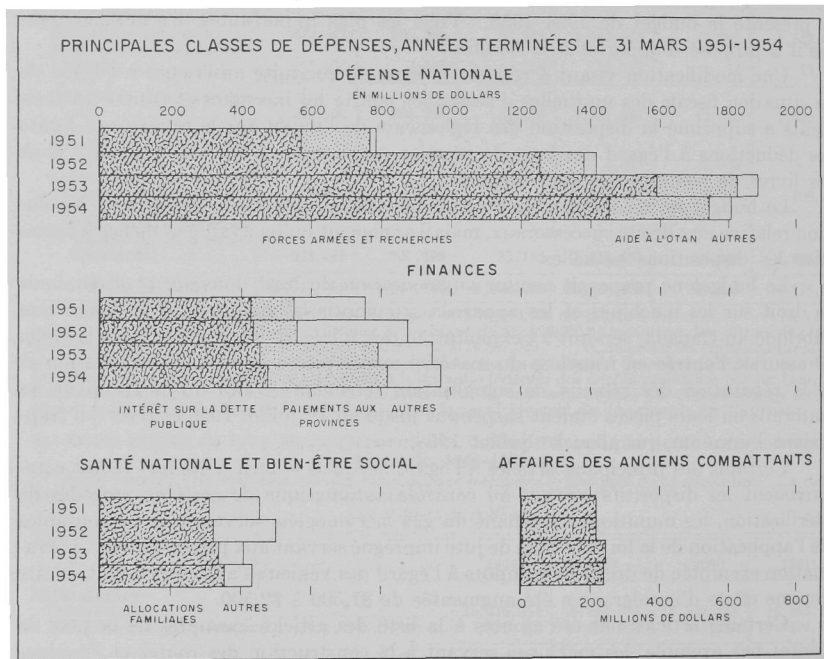 PRINCIPALES CLASSES DE DÉPENSES, ANNÉES TERMINÉES LE 31 MARS 1951-1954
DÉFENSE NATIONALE
EN MILLIONS DE DOLLARS
0 200 400 600 800 1000 1200 1400 1600 1800 2000
1951
1952
1953
1954
FORCES ARMÉES ET RECHERCHES AIDE À L'OTAN AUTRES
FINANCES
1951
1952
1953
1954
INTÉRÊT SUR LA DETTE PUBLIQUE
PAIEMENTS AUX PROVINCES
AUTRES
SANTÉ NATIONALE ET BIEN-ÊTRE SOCIAL
1951
1952
1953
1954
ALLOCATIONS FAMILIALES
AUTRES
AFFAIRES DES ANCIENS COMBATTANTS
0 200 400 600 800
MILLIONS DE DOLLARS